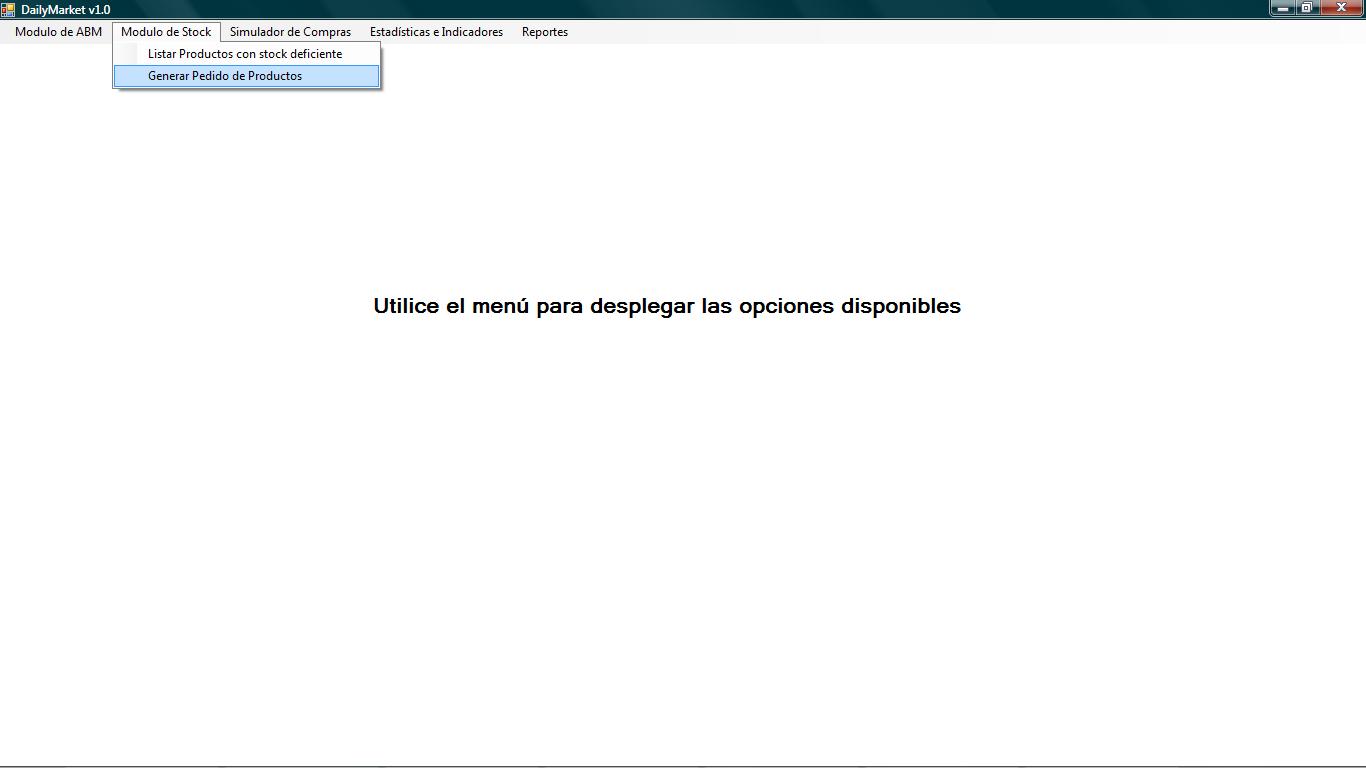 DailyMarket v1.0
Modulo de ABM Modulo de Stock Simulador de Compras Estadísticas e Indicadores Reportes
Listar Productos con stock deficiente
Generar Pedido de Productos
Utilice el menú para desplegar las opciones disponibles